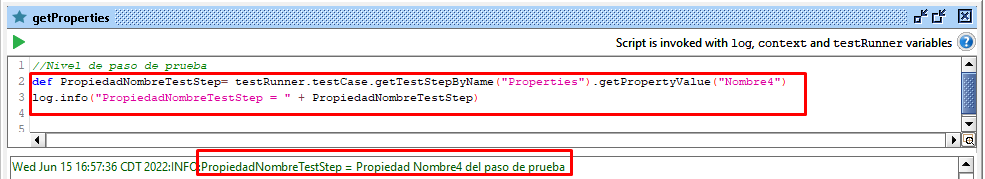 getProperties
Script is invoked with log, context and testRunner variables
1 //Nivel de paso de prueba
2 def PropiedadNombreTestStep= testRunner.testCase.getTestStepByName("Properties").getPropertyValue("Nombre4")
3 log.info("PropiedadNombreTestStep = " + PropiedadNombreTestStep)
4
5
Wed Jun 15 16:57:36 CDT 2022:INFO:PropiedadNombreTestStep = Propiedad Nombre4 del paso de prueba